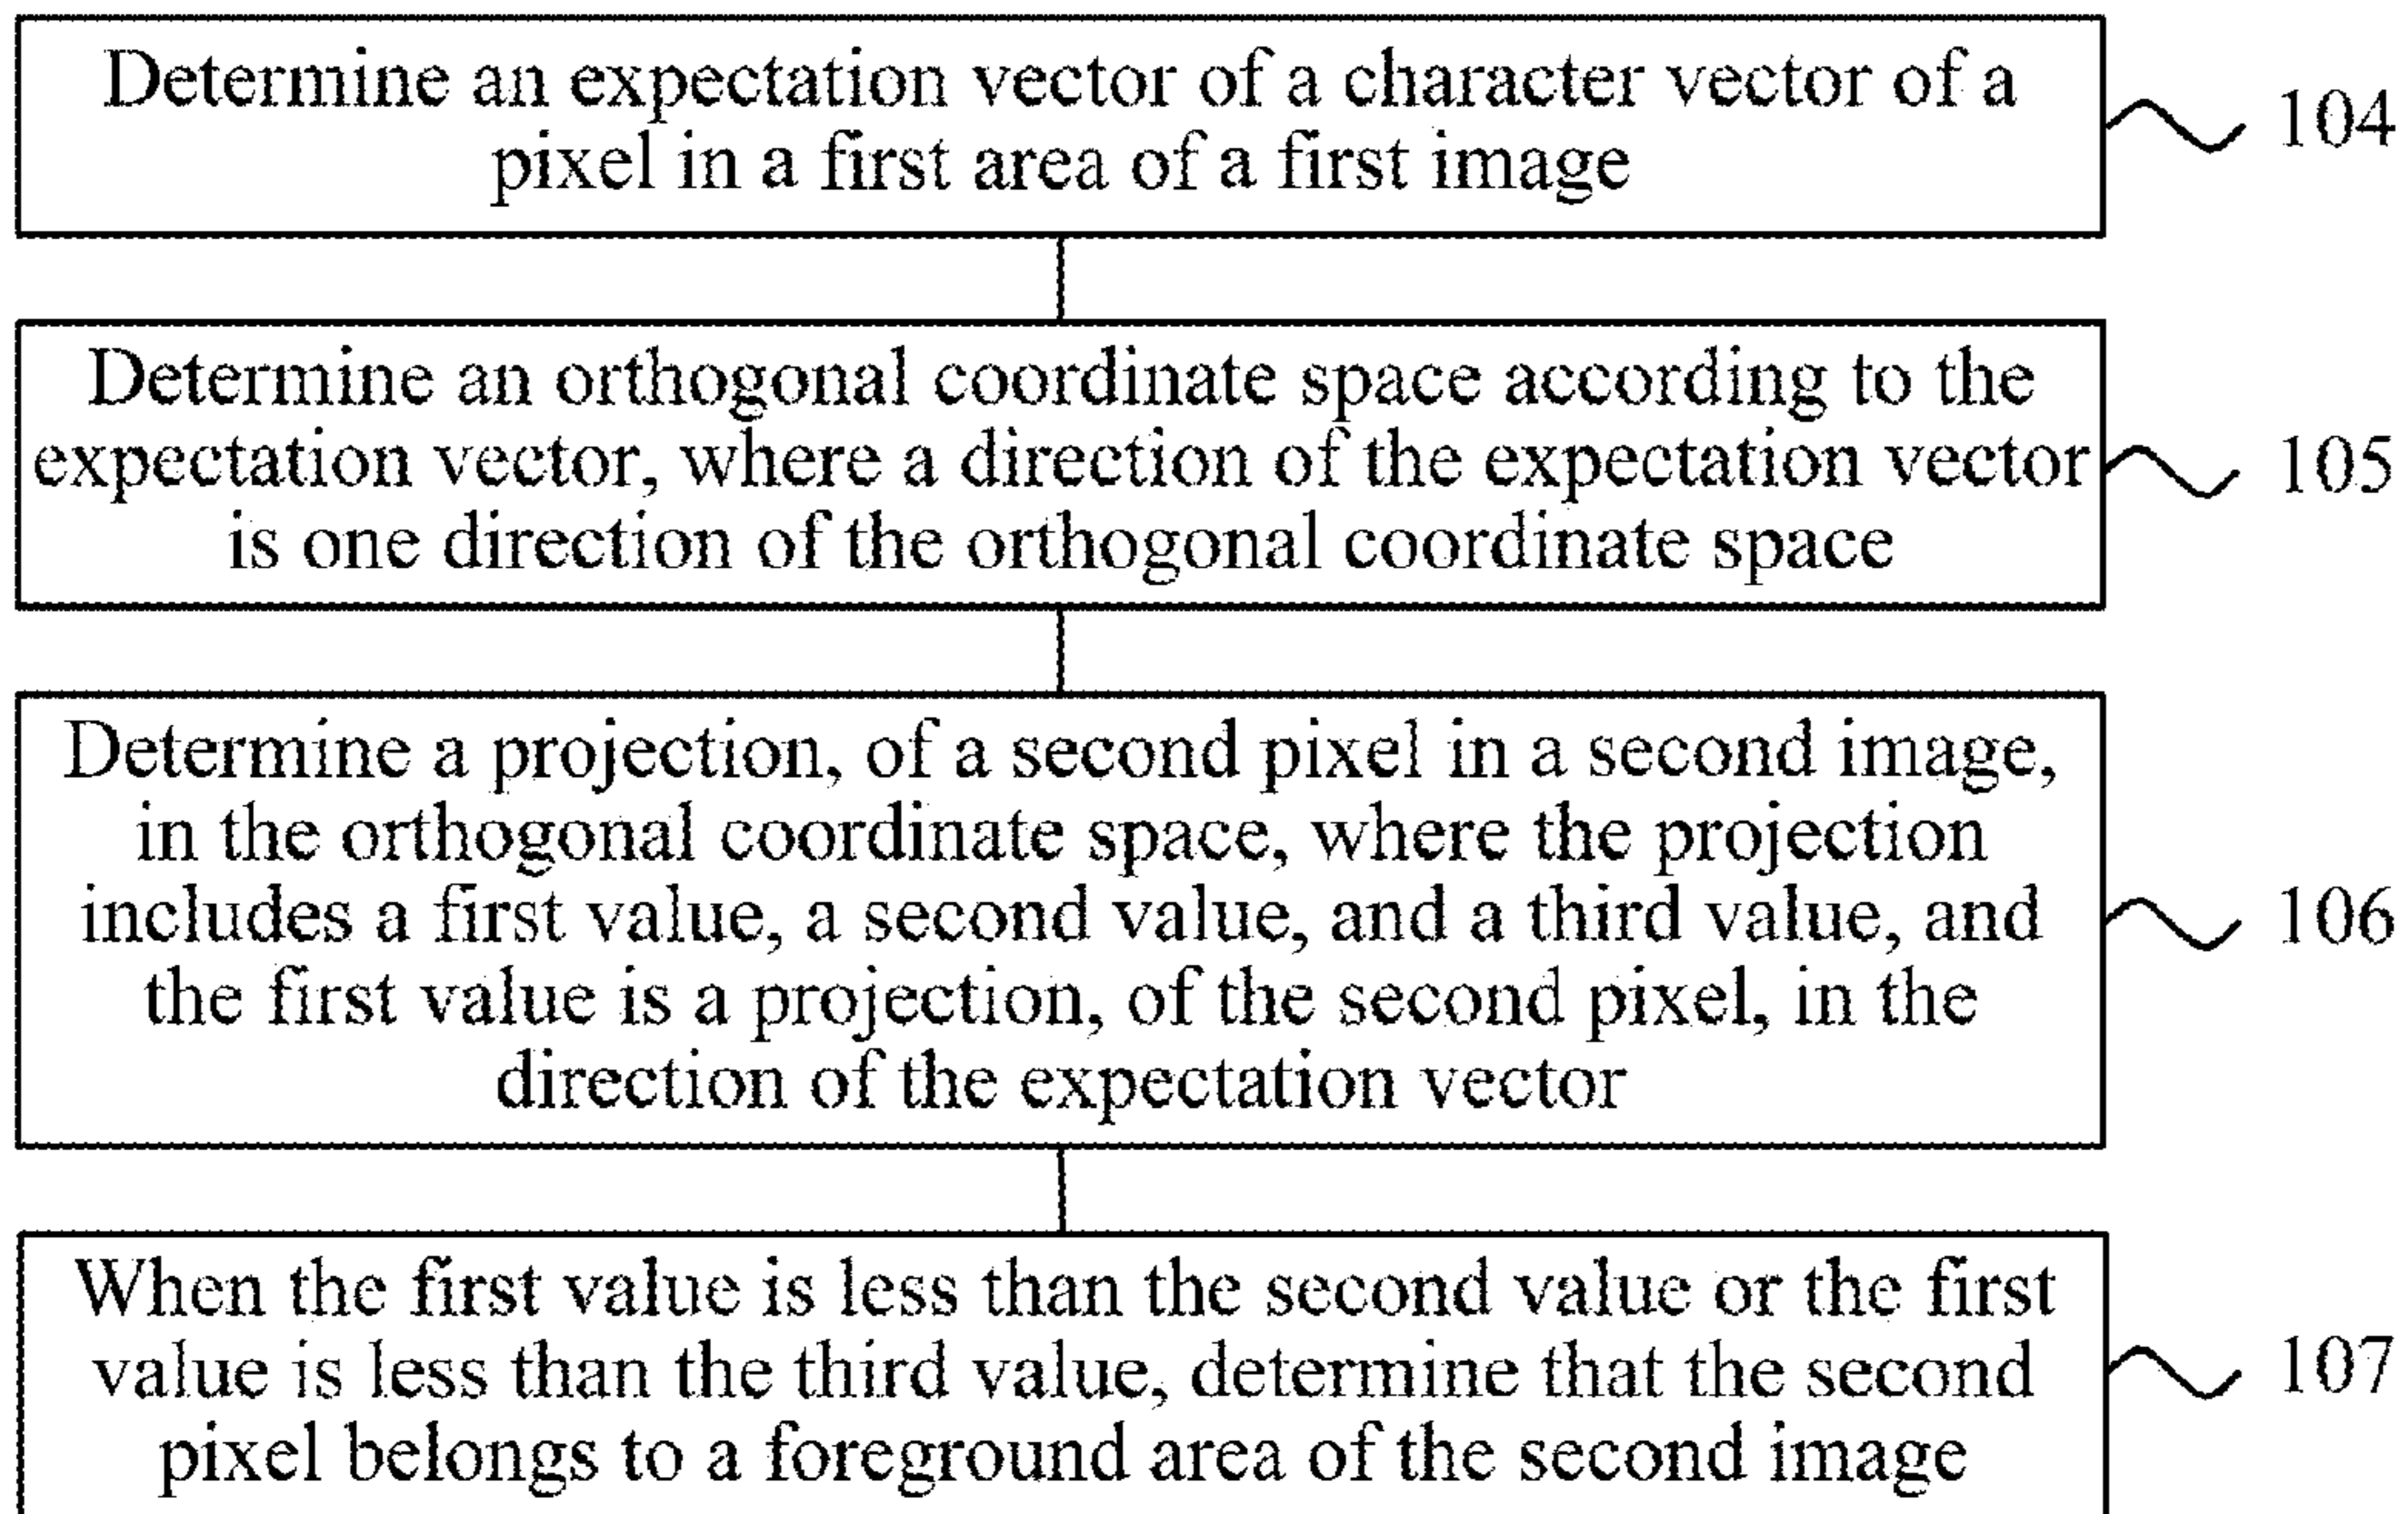 Determine an expectation vector of a character vector of a
pixel in a first area of a first image
104
Determine an orthogonal coordinate space according to the
expectation vector, where a direction of the expectation vector
is one direction of the orthogonal coordinate space
105
Determine a projection, of a second pixel in a second image,
in the orthogonal coordinate space, where the projection
includes a first value, a second value, and a third value, and
the first value is a projection, of the second pixel, in the
direction of the expectation vector
106
When the first value is less than the second value or the first
value is less than the third value, determine that the second
pixel belongs to a foreground area of the second image
107